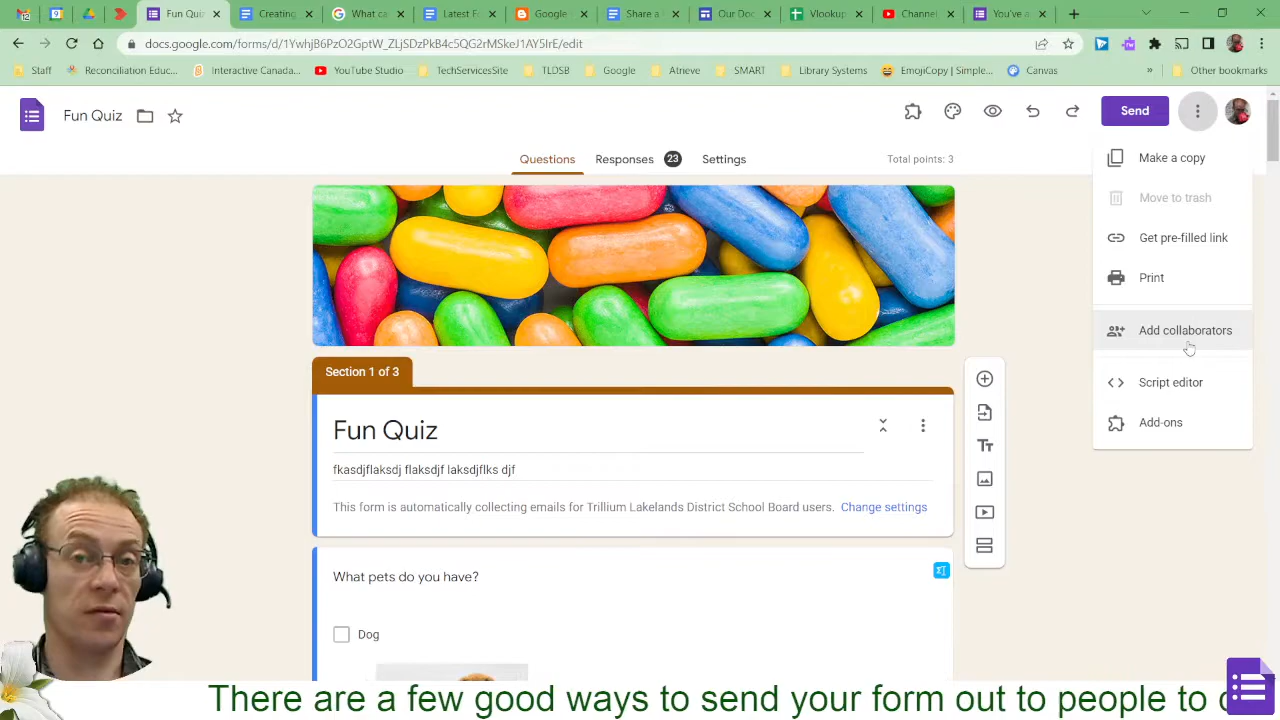 Fun Quiz
Creating
What ca
Latest F
Google
Share a
Our Doc
Vlookup
Channel
You've a
docs.google.com/forms/d/1YwhjB6PzO2GptW_ZLjSDzRtB4c5QG2rMSkeJ1AY5IrE/edit
Staff
Reconciliation Educ...
Interactive Canada...
YouTube Studio
TechServicesSite
TLDSB
Google
Atrieve
SMART
Library Systems
EmojiCopy | Simple...
Canvas
»
Other bookmarks
Fun Quiz
Send
Questions
Responses 23
Settings
Total points: 3
Make a copy
Move to trash
Get pre-filled link
Print
Add collaborators
Script editor
Add-ons
Section 1 of 3
Fun Quiz
fkasdjflaksdj flaksdjf laksdjflks djf
This form is automatically collecting emails for Trillium Lakelands District School Board users. Change settings
What pets do you have?
Dog
There are a few good ways to send your form out to people to